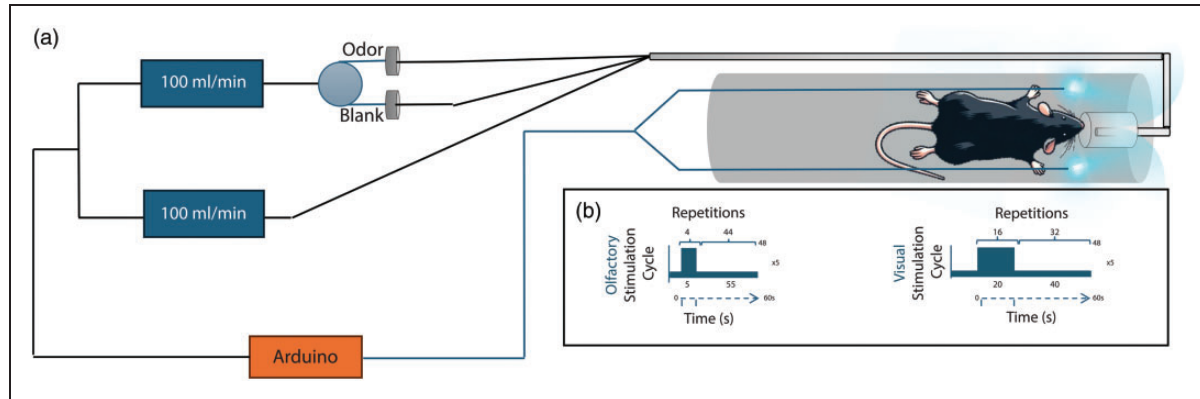 (a)
Odor
100 ml/min
Blank
100 ml/min
Arduino
(b)
Repetitions
4 44
48
x5
Olfactory
Stimulation
Cycle
5 55
0 60s
Time (s)
Repetitions
16 32
48
x5
Visual
Stimulation
Cycle
20 40
0 60s
Time (s)